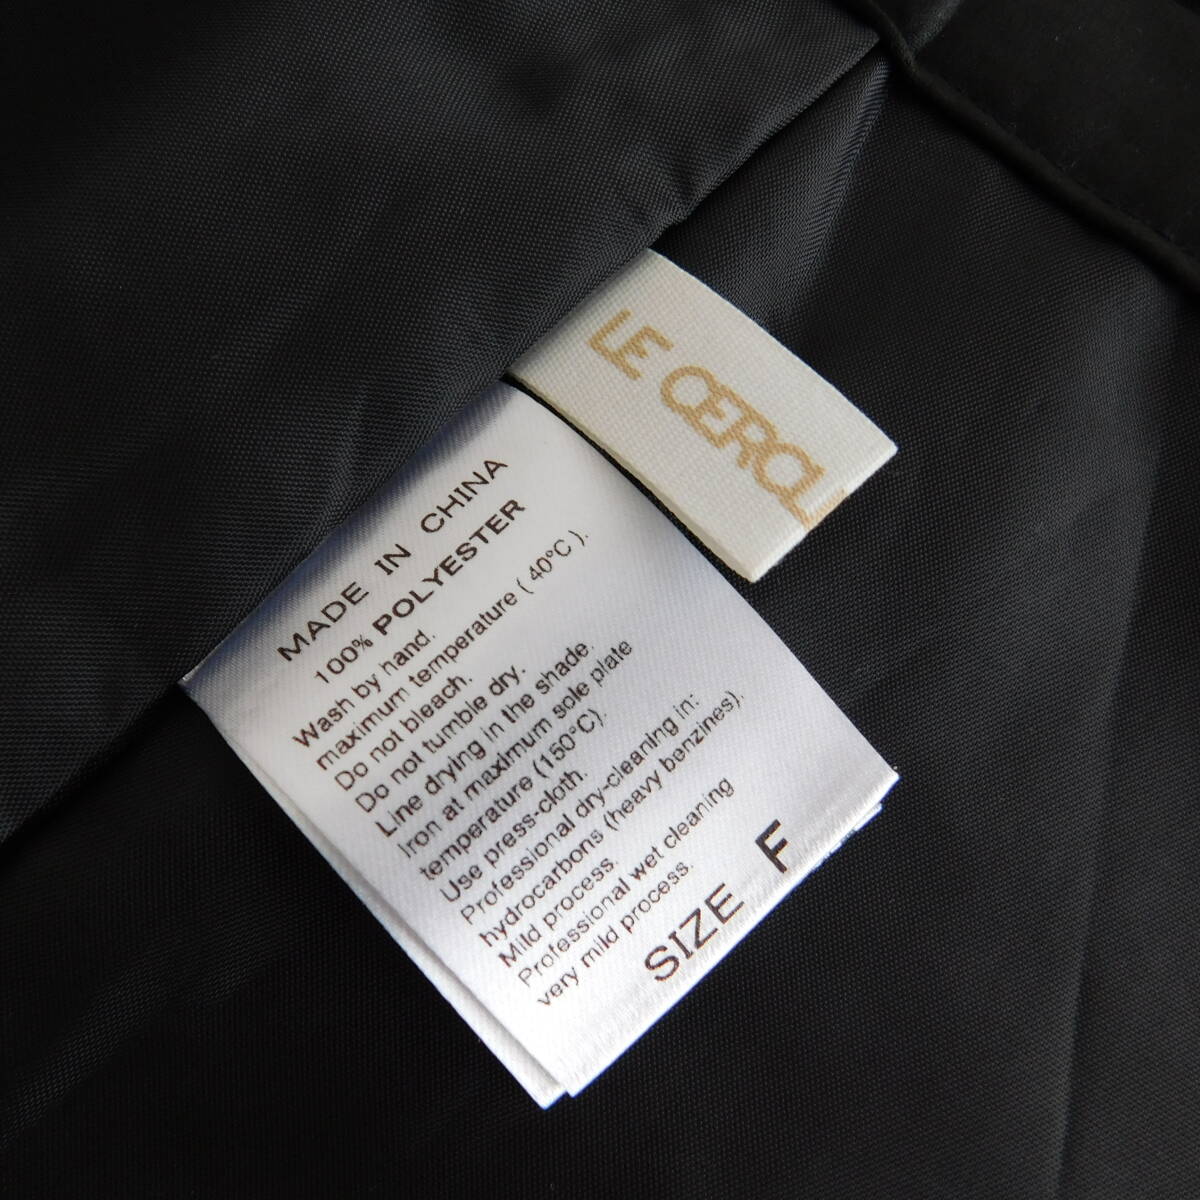 LE CERCL
MADE IN CHINA
100% POLYESTER
Wash by hand.
maximum temperature ( 40°C ).
Do not bleach.
Do not tumble dry.
Line drying in the shade.
Iron at maximum sole plate
temperature (150°C).
Use press-cloth.
Professional dry-cleaning in:
hydrocarbons (heavy benzines).
Mild process.
Professional wet cleaning
very mild process.
SIZE F